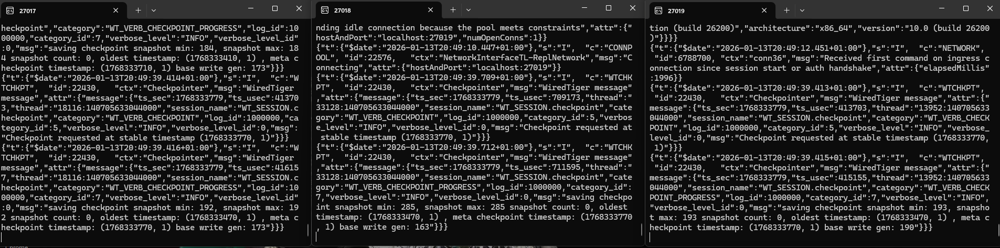 27017
heckpoint","category":"WT_VERB_CHECKPOINT_PROGRESS","log_id":10
00000,"category_id":7,"verbose_level":"INFO","verbose_level_id"
:0,"msg":"saving checkpoint snapshot min: 184, snapshot max: 18
4 snapshot count: 0, oldest timestamp: (1768333410, 1) , meta c
heckpoint timestamp: (1768333710, 1) base write gen: 173"}}}
{"t":{"$date":"2026-01-13T20:49:39.414+01:00"},"s":"I",  "c":"W
TCHKPT",  "id":22430,   "ctx":"Checkpointer","msg":"WiredTiger 
message","attr":{"message":{"ts_sec":1768333779,"ts_usec":41370
3,"thread":"18116:140705633044000","session_name":"WT_SESSION.c
heckpoint","category":"WT_VERB_CHECKPOINT","log_id":1000000,"ca
tegory_id":5,"verbose_level":"INFO","verbose_level_id":0,"msg":
"Checkpoint requested at stable timestamp (1768333770, 1)"}}}
{"t":{"$date":"2026-01-13T20:49:39.416+01:00"},"s":"I",  "c":"W
TCHKPT",  "id":22430,   "ctx":"Checkpointer","msg":"WiredTiger 
message","attr":{"message":{"ts_sec":1768333779,"ts_usec":41615
7,"thread":"18116:140705633044000","session_name":"WT_SESSION.c
heckpoint","category":"WT_VERB_CHECKPOINT_PROGRESS","log_id":10
00000,"category_id":7,"verbose_level":"INFO","verbose_level_id"
:0,"msg":"saving checkpoint snapshot min: 192, snapshot max: 19
2 snapshot count: 0, oldest timestamp: (1768333470, 1) , meta c
heckpoint timestamp: (1768333770, 1) base write gen: 173"}}}
27018
nding idle connection because the pool meets constraints","attr":{"
hostAndPort":"localhost:27019","numOpenConns":1}}
{"t":{"$date":"2026-01-13T20:49:10.447+01:00"},"s":"I",  "c":"CONNP
OOL", "id":22576,   "ctx":"NetworkInterfaceTL-ReplNetwork","msg":"C
onnecting","attr":{"hostAndPort":"localhost:27019"}}
{"t":{"$date":"2026-01-13T20:49:39.709+01:00"},"s":"I",  "c":"WTCHK
PT",  "id":22430,   "ctx":"Checkpointer","msg":"WiredTiger message"
,"attr":{"message":{"ts_sec":1768333779,"ts_usec":709173,"thread":"
33128:140705633044000","session_name":"WT_SESSION.checkpoint","cate
gory":"WT_VERB_CHECKPOINT","log_id":1000000,"category_id":5,"verbos
e_level":"INFO","verbose_level_id":0,"msg":"Checkpoint requested at
 stable timestamp (1768333770, 1)"}}}
{"t":{"$date":"2026-01-13T20:49:39.712+01:00"},"s":"I",  "c":"WTCHK
PT",  "id":22430,   "ctx":"Checkpointer","msg":"WiredTiger message"
,"attr":{"message":{"ts_sec":1768333779,"ts_usec":711595,"thread":"
33128:140705633044000","session_name":"WT_SESSION.checkpoint","cate
gory":"WT_VERB_CHECKPOINT_PROGRESS","log_id":1000000,"category_id":
7,"verbose_level":"INFO","verbose_level_id":0,"msg":"saving checkpo
int snapshot min: 285, snapshot max: 285 snapshot count: 0, oldest 
timestamp: (1768333470, 1) , meta checkpoint timestamp: (1768333770
, 1) base write gen: 163"}}}
27019
tion (build 26200)","architecture":"x86_64","version":"10.0 (build 26200
)"}}}}
{"t":{"$date":"2026-01-13T20:49:12.451+01:00"},"s":"I",  "c":"NETWORK", 
 "id":6788700, "ctx":"conn36","msg":"Received first command on ingress c
onnection since session start or auth handshake","attr":{"elapsedMillis"
:1996}}
{"t":{"$date":"2026-01-13T20:49:39.413+01:00"},"s":"I",  "c":"WTCHKPT", 
 "id":22430,   "ctx":"Checkpointer","msg":"WiredTiger message","attr":{"
message":{"ts_sec":1768333779,"ts_usec":413703,"thread":"13952:140705633
044000","session_name":"WT_SESSION.checkpoint","category":"WT_VERB_CHECK
POINT","log_id":1000000,"category_id":5,"verbose_level":"INFO","verbose_
level_id":0,"msg":"Checkpoint requested at stable timestamp (1768333770,
 1)"}}}
{"t":{"$date":"2026-01-13T20:49:39.415+01:00"},"s":"I",  "c":"WTCHKPT", 
 "id":22430,   "ctx":"Checkpointer","msg":"WiredTiger message","attr":{"
message":{"ts_sec":1768333779,"ts_usec":415155,"thread":"13952:140705633
044000","session_name":"WT_SESSION.checkpoint","category":"WT_VERB_CHECK
POINT_PROGRESS","log_id":1000000,"category_id":7,"verbose_level":"INFO",
"verbose_level_id":0,"msg":"saving checkpoint snapshot min: 193, snapsho
t max: 193 snapshot count: 0, oldest timestamp: (1768333470, 1) , meta c
heckpoint timestamp: (1768333770, 1) base write gen: 190"}}}